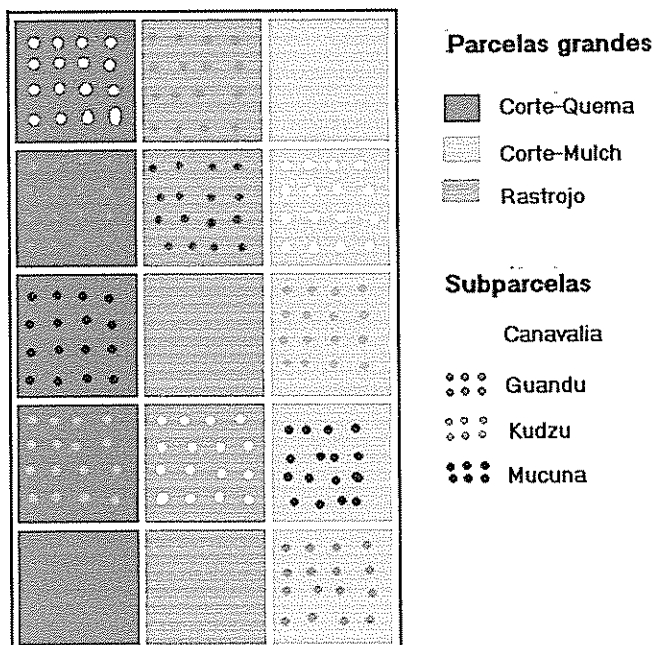 Parcelas grandes
Corte-Quema
Corte-Mulch
Rastrojo
Subparcelas
Canavalia
Guandu
Kudzu
Mucuna